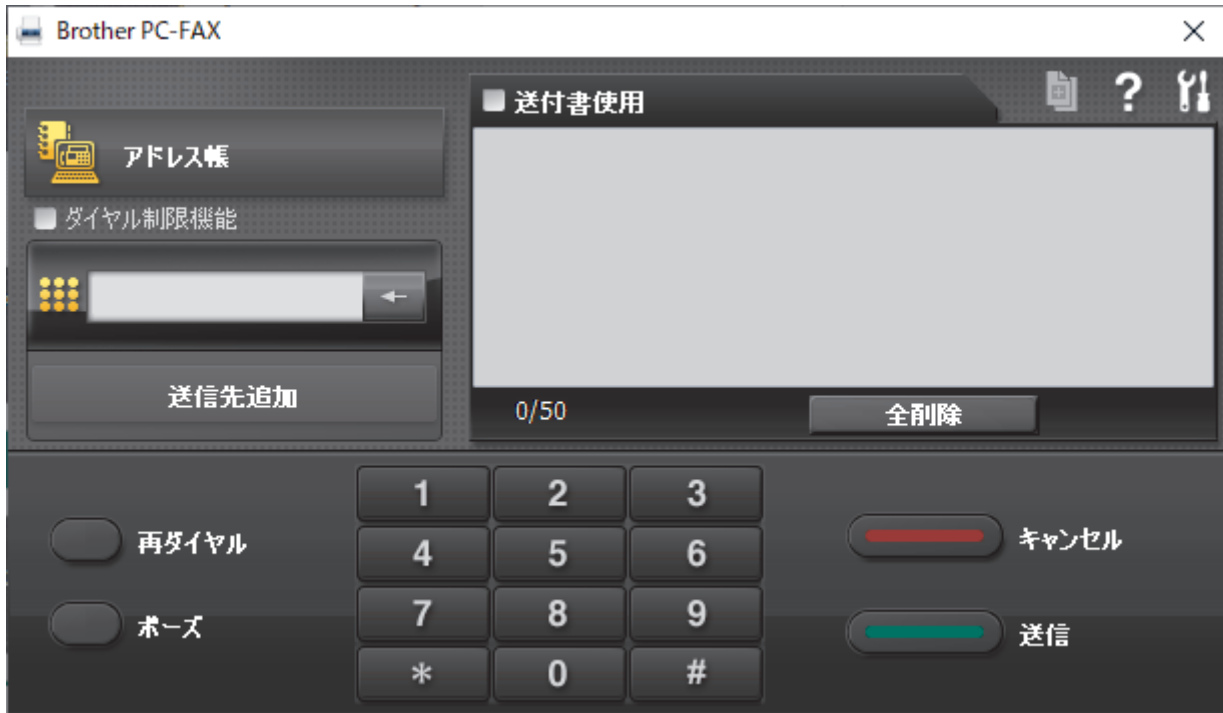 Brother PC-FAX
アドレス帳
ダイヤル制限機能
送信先追加
送付書使用
?
0/50
全削除
再ダイヤル
ポーズ
1 2 3
4 5 6
7 8 9
* 0 #
キャンセル
送信